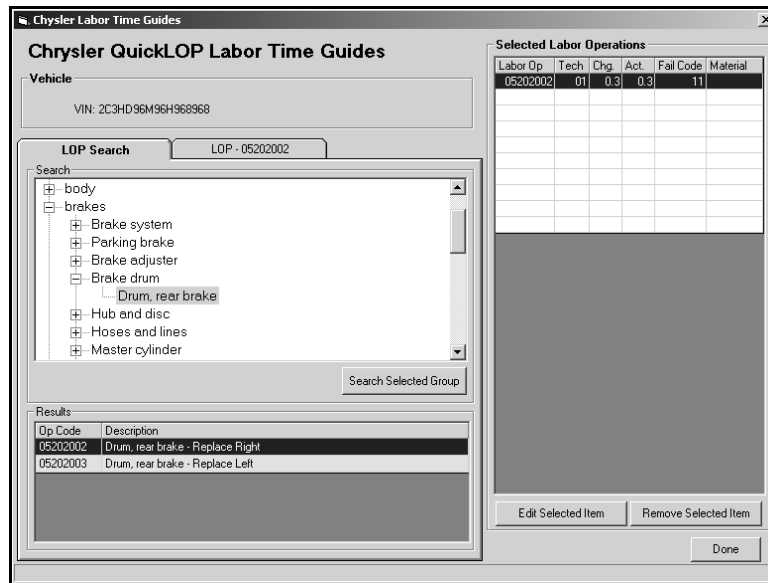 Chysler Labor Time Guides
Chrysler QuickLOP Labor Time Guides
Vehicle
VIN: 2C3HD96M96H968968
LOP Search
LOP - 05202002
Search
body
brakes
Brake system
Parking brake
Brake adjuster
Brake drum
Drum, rear brake
Hub and disc
Hoses and lines
Master cylinder
Search Selected Group
Results
Op Code Description
05202002 Drum, rear brake - Replace Right
05202003 Drum, rear brake - Replace Left
Selected Labor Operations
Labor Op Tech Chg. Act. Fail Code Material
05202002 01 0.3 0.3 11
Edit Selected Item
Remove Selected Item
Done